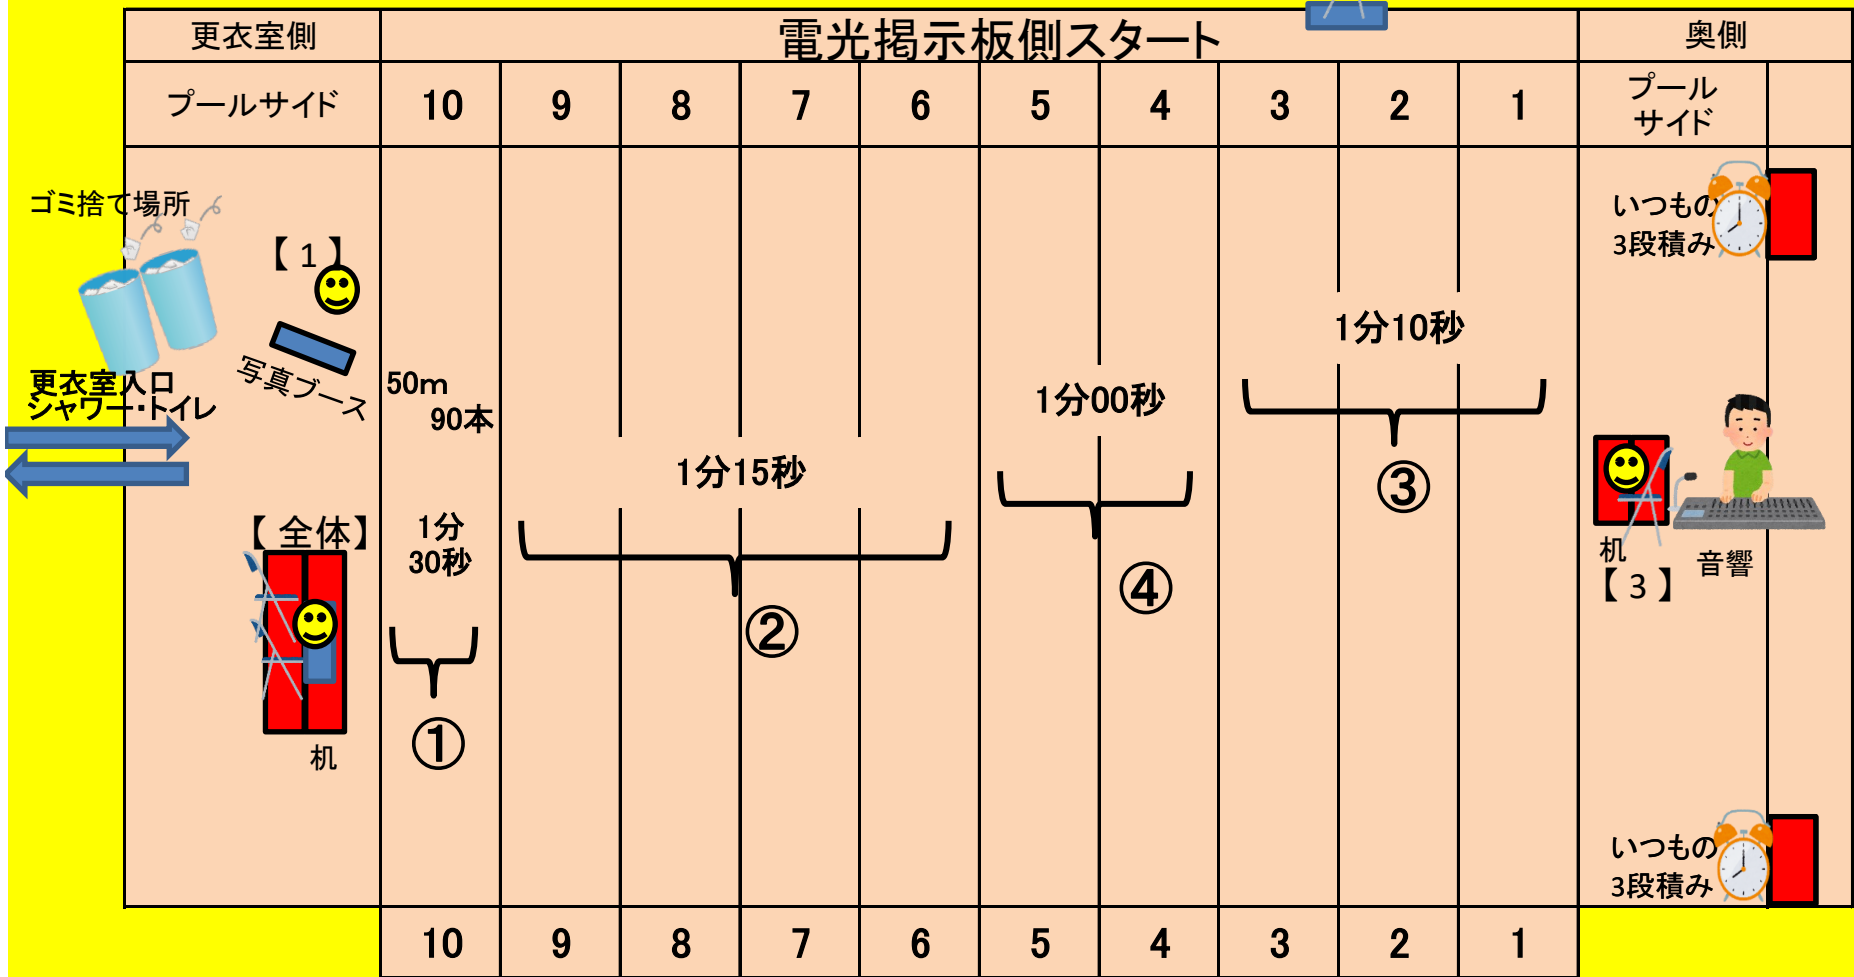 更衣室側
電光掲示板側スタート
奥側
プールサイド
10 9 8 7 6 5 4 3 2 1
プール
サイド
ゴミ捨て場所
【 1 】
写真ブース
更衣室入口
シャワー・トイレ
【 全体】
机
50m
90本
1分
30秒
①
1分15秒
②
1分00秒
④
1分10秒
③
いつもの
3段積み
机
【 3 】
音響
いつもの
3段積み
10 9 8 7 6 5 4 3 2 1